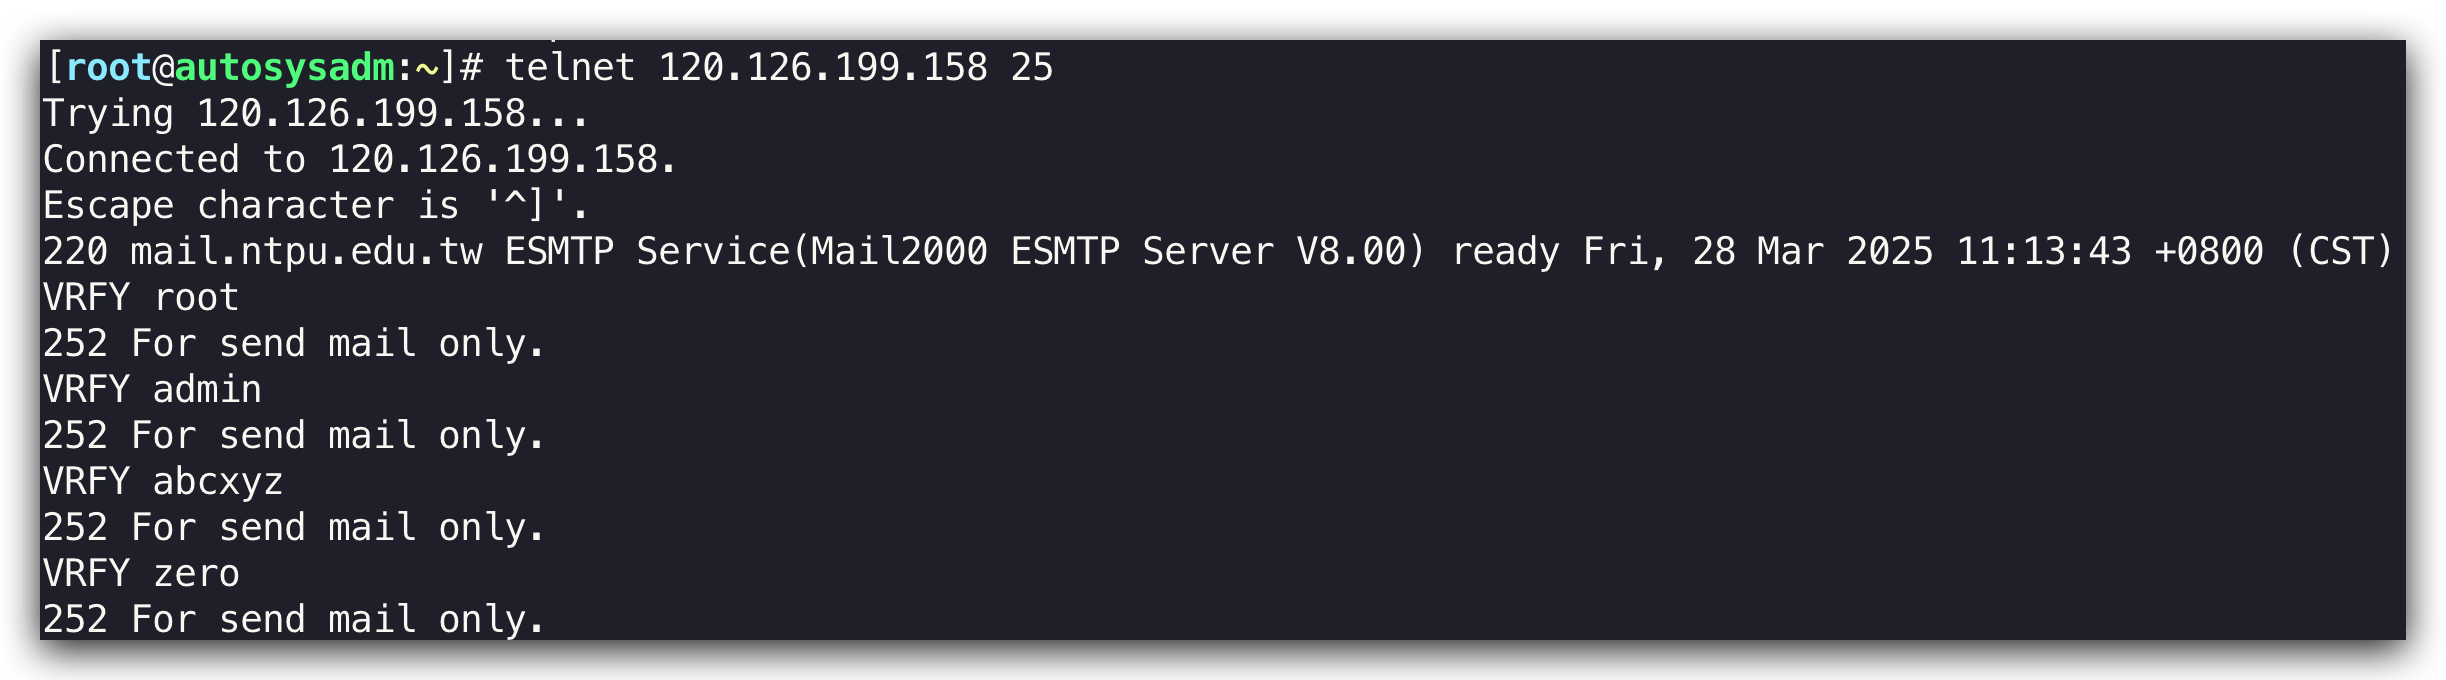 [root@autosysadm:~]# telnet 120.126.199.158 25
Trying 120.126.199.158...
Connected to 120.126.199.158.
Escape character is '^]'.
220 mail.ntpu.edu.tw ESMTP Service(Mail2000 ESMTP Server V8.00) ready Fri, 28 Mar 2025 11:13:43 +0800 (CST)
VRFY root
252 For send mail only.
VRFY admin
252 For send mail only.
VRFY abcxyz
252 For send mail only.
VRFY zero
252 For send mail only.